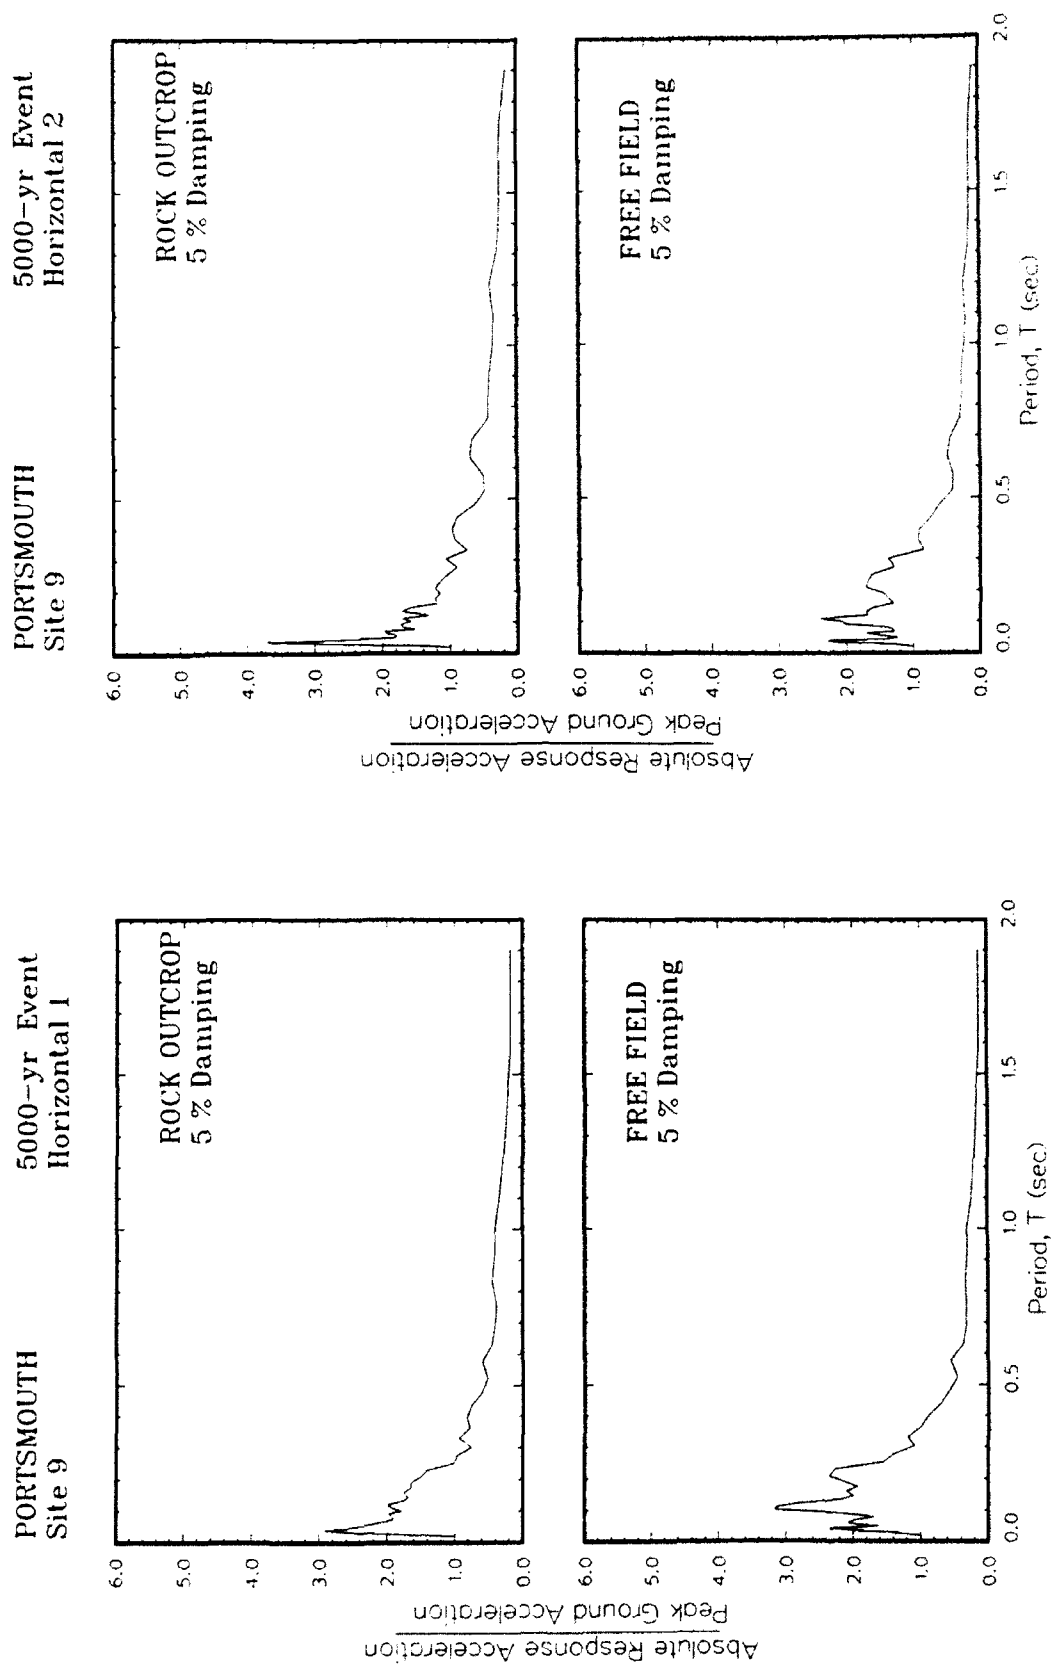 PORTSMOUTH
Site 9
5000-yr Event
Horizontal 1
ROCK OUTCROP
5 % Damping
6.0
5.0
4.0
3.0
2.0
1.0
0.0
Absolute Response Acceleration
Peak Ground Acceleration
FREE FIELD
5 % Damping
6.0
5.0
4.0
3.0
2.0
1.0
0.0
0.0
0.5
1.0
1.5
2.0
Period, T (sec)
PORTSMOUTH
Site 9
5000-yr Event
Horizontal 2
ROCK OUTCROP
5 % Damping
6.0
5.0
4.0
3.0
2.0
1.0
0.0
Absolute Response Acceleration
Peak Ground Acceleration
FREE FIELD
5 % Damping
6.0
5.0
4.0
3.0
2.0
1.0
0.0
0.0
0.5
1.0
1.5
2.0
Period, T (sec)